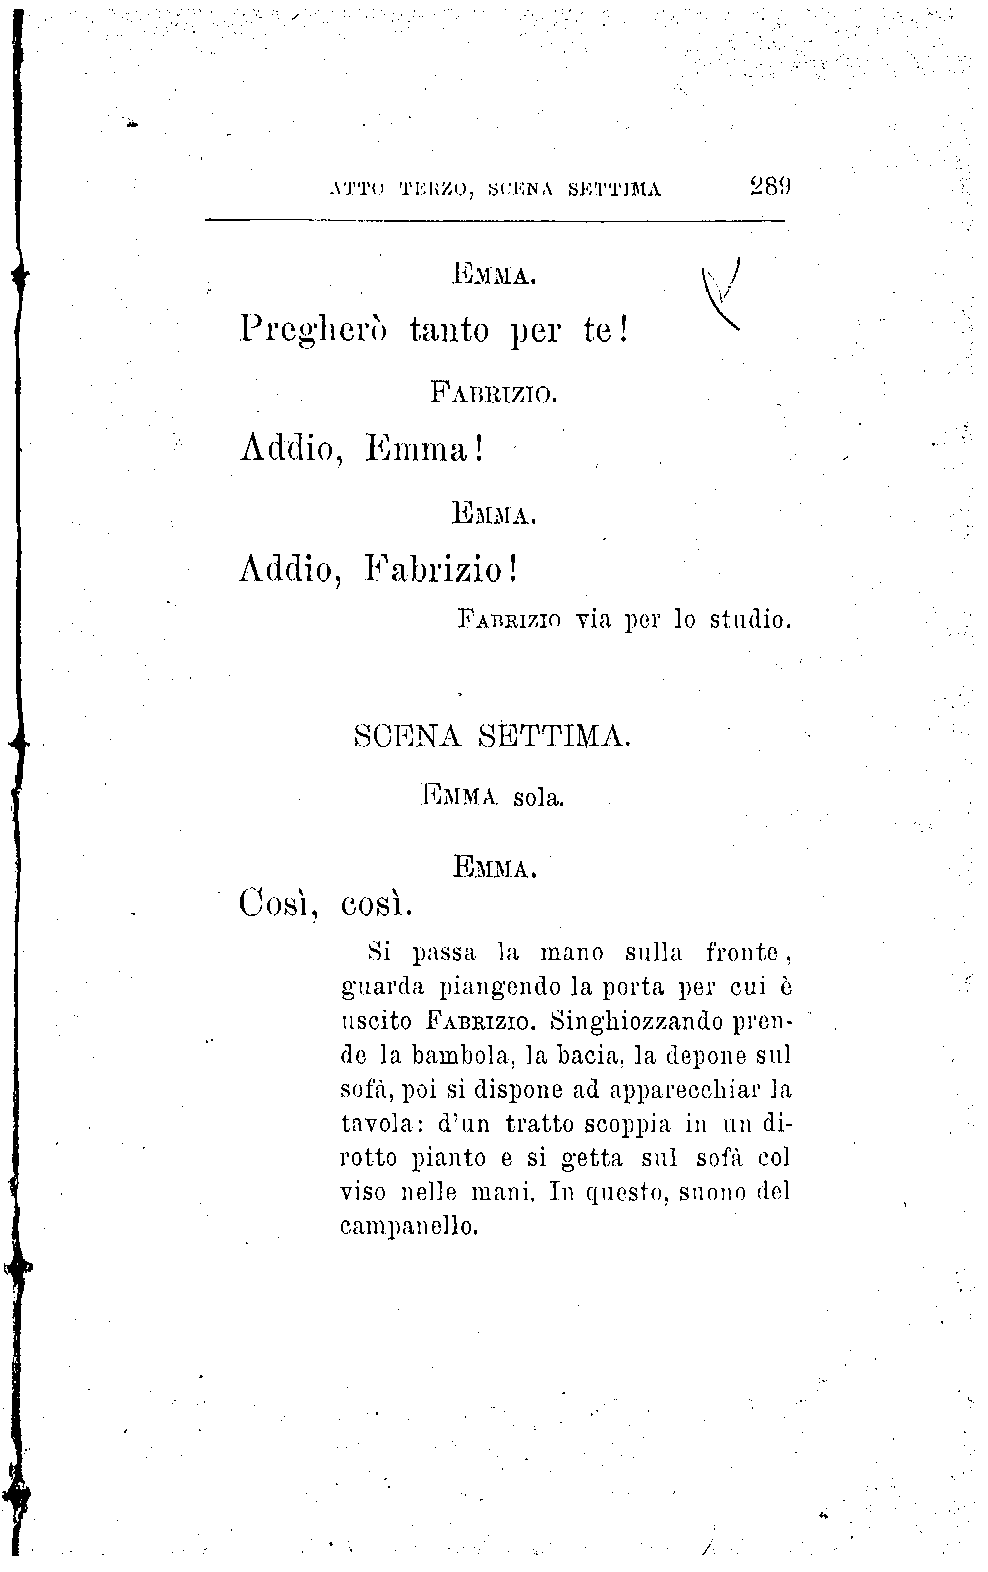 ATTO TERZO, SCENA SETTIMA 289
EMMA.
Pregherò tanto per te!
FABRIZIO.
Addio, Emma!
EMMA.
Addio, Fabrizio!
FABRIZIO via per lo studio.
SCENA SETTIMA.
EMMA sola.
EMMA.
Così, così.
Si passa la mano sulla fronte,
guarda piangendo la porta per cui è
uscito FABRIZIO. Singhiozzando pren-
de la bambola, la bacia, la depone sul
sofà, poi si dispone ad apparecchiar la
tavola: d'un tratto scoppia in un di-
rotto pianto e si getta sul sofà col
viso nelle mani. In questo, suono del
campanello.